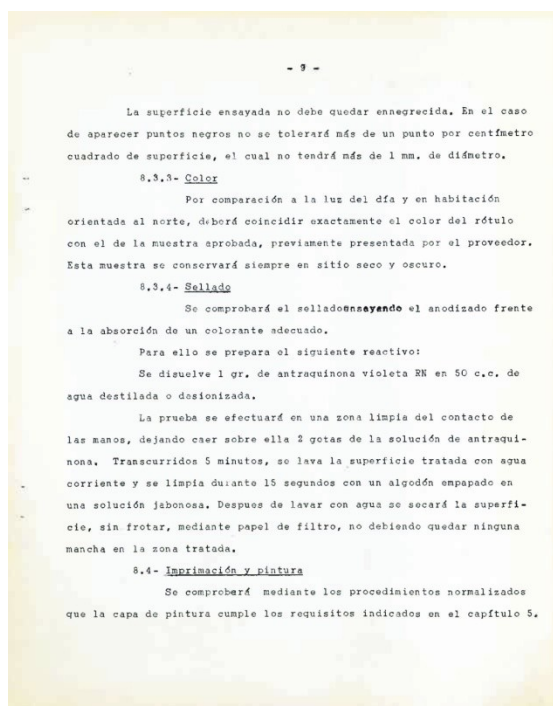 - 9 -
La superficie ensayada no debe quedar ennegrecida. En el caso
de aparecer puntos negros no se tolerará más de un punto por centímetro
cuadrado de superficie, el cual no tendrá más de 1 mm. de diámetro.
8.3.3- Color
Por comparación a la luz del día y en habitación
orientada al norte, deberá coincidir exactamente el color del rótulo
con el de la muestra aprobada, previamente presentada por el proveedor.
Esta muestra se conservará siempre en sitio seco y oscuro.
8.3.4- Sellado
Se comprobará el selladoensayando el anodizado frente
a la absorción de un colorante adecuado.
Para ello se prepara el siguiente reactivo:
Se disuelve 1 gr. de antraquinona violeta RN en 50 c.c. de
agua destilada o desionizada.
La prueba se efectuará en una zona limpia del contacto de
las manos, dejando caer sobre ella 2 gotas de la solución de antraqui-
nona. Transcurridos 5 minutos, se lava la superficie tratada con agua
corriente y se limpia durante 15 segundos con un algodón empapado en
una solución jabonosa. Despues de lavar con agua se secará la superfi-
cie, sin frotar, mediante papel de filtro, no debiendo quedar ninguna
mancha en la zona tratada.
8.4- Imprimación y pintura
Se comprobará mediante los procedimientos normalizados
que la capa de pintura cumple los requisitos indicados en el capítulo 5.